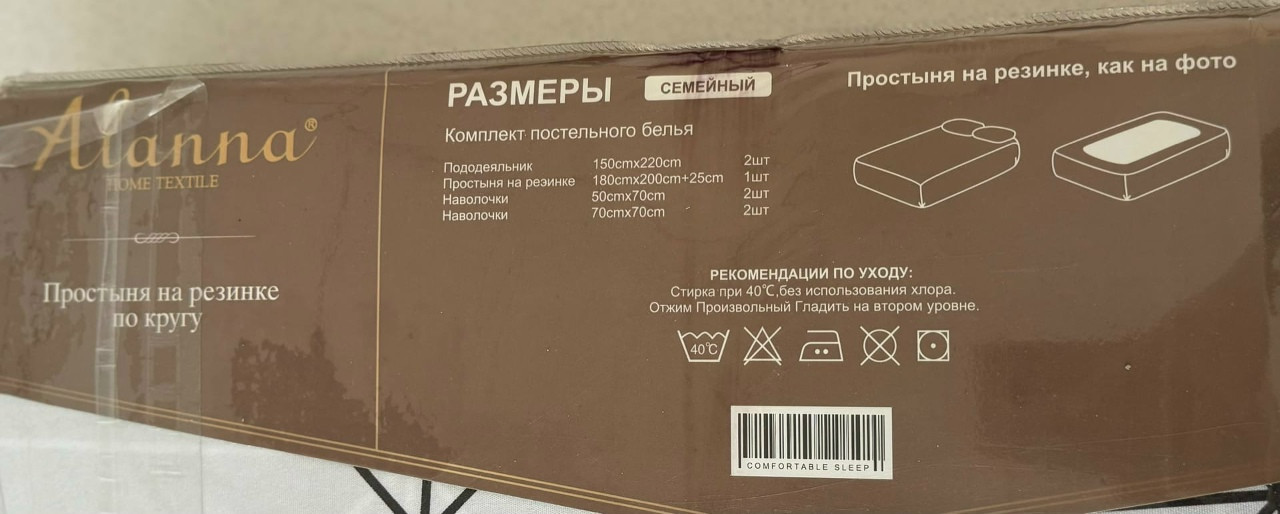 Alanna®
HOME TEXTILE
Простыня на резинке
по кругу
РАЗМЕРЫ СЕМЕЙНЫЙ
Комплект постельного белья
Пододеяльник 150cmx220cm 2шт
Простыня на резинке 180cmx200cm+25cm 1шт
Наволочки 50cmx70cm 2шт
Наволочки 70cmx70cm 2шт
Простыня на резинке, как на фото
РЕКОМЕНДАЦИИ ПО УХОДУ:
Стирка при 40℃,без использования хлора.
Отжим Произвольный Гладить на втором уровне.
40℃
COMFORTABLE SLEEP